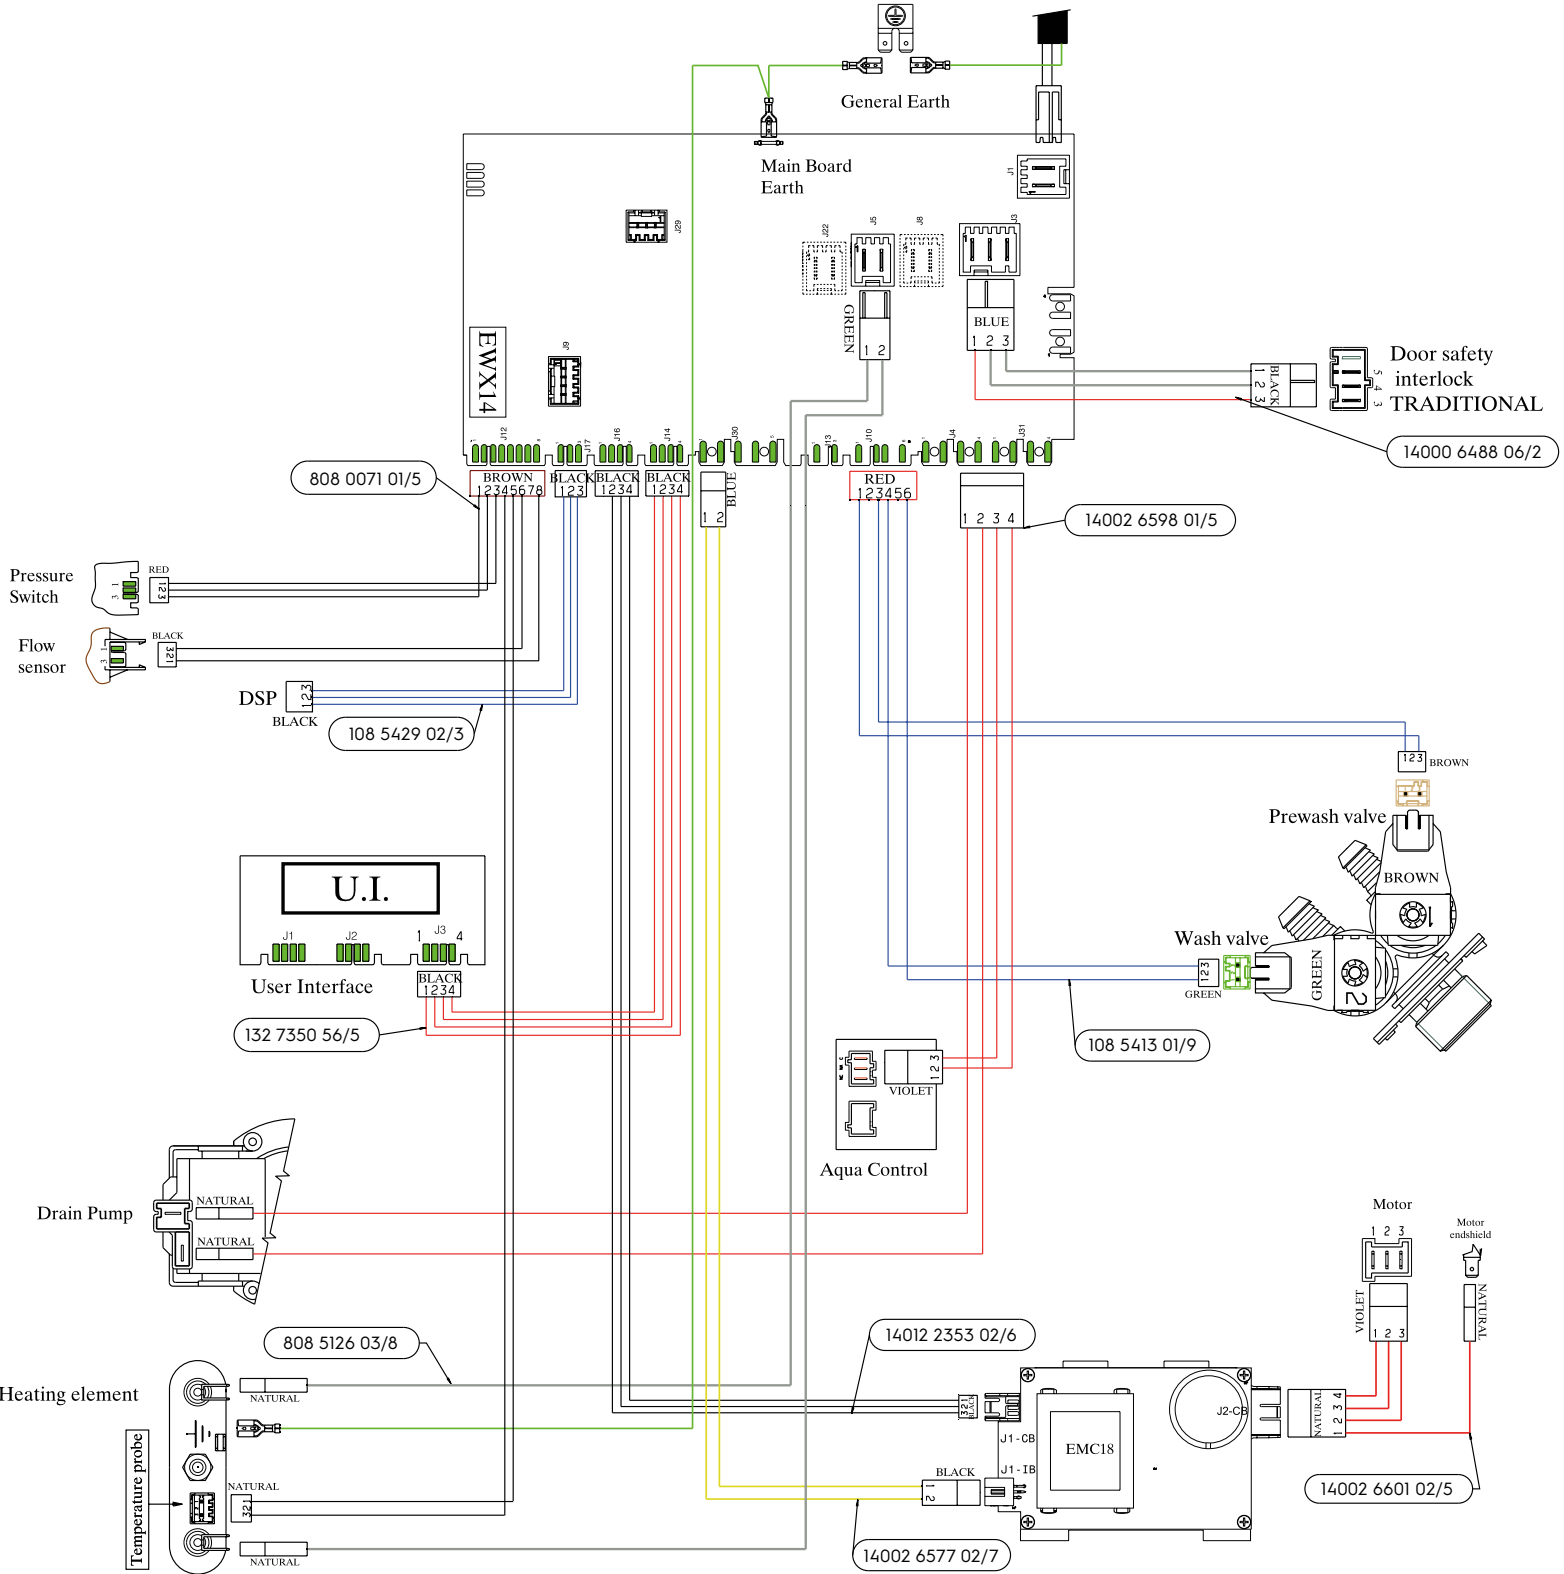 General Earth
Main Board
Earth
J1
J29
J22
J5
J8
J3
GREEN
1 2
BLUE
1 2 3
EWX14
J9
1 2 3
BLACK
5 4 3
Door safety
interlock
TRADITIONAL
14000 6488 06/2
J12
J17
J16
J14
J30
J13
J10
J4
J31
808 0071 01/5
BROWN
12345678
BLACK
123
BLACK
1234
BLACK
1234
BLUE
1 2
RED
123456
1 2 3 4
14002 6598 01/5
Pressure
Switch
1
3
RED
123
Flow
sensor
1
3
BLACK
321
DSP
123
BLACK
108 5429 02/3
123
BROWN
Prewash valve
BROWN
1
U.I.
J1
J2
1 J3 4
User Interface
BLACK
1234
132 7350 56/5
Wash valve
123
GREEN
GREEN
2
108 5413 01/9
1 2 3
VIOLET
Aqua Control
Drain Pump
NATURAL
NATURAL
Motor
1 2 3
Motor
endshield
VIOLET
1 2 3
NATURAL
808 5126 03/8
14012 2353 02/6
Heating element
NATURAL
321
BLACK
J1-CB
J1-IB
EMC18
J2-CB
NATURAL
1 2 3 4
Temperature probe
NATURAL
321
BLACK
1
2
14002 6601 02/5
NATURAL
14002 6577 02/7